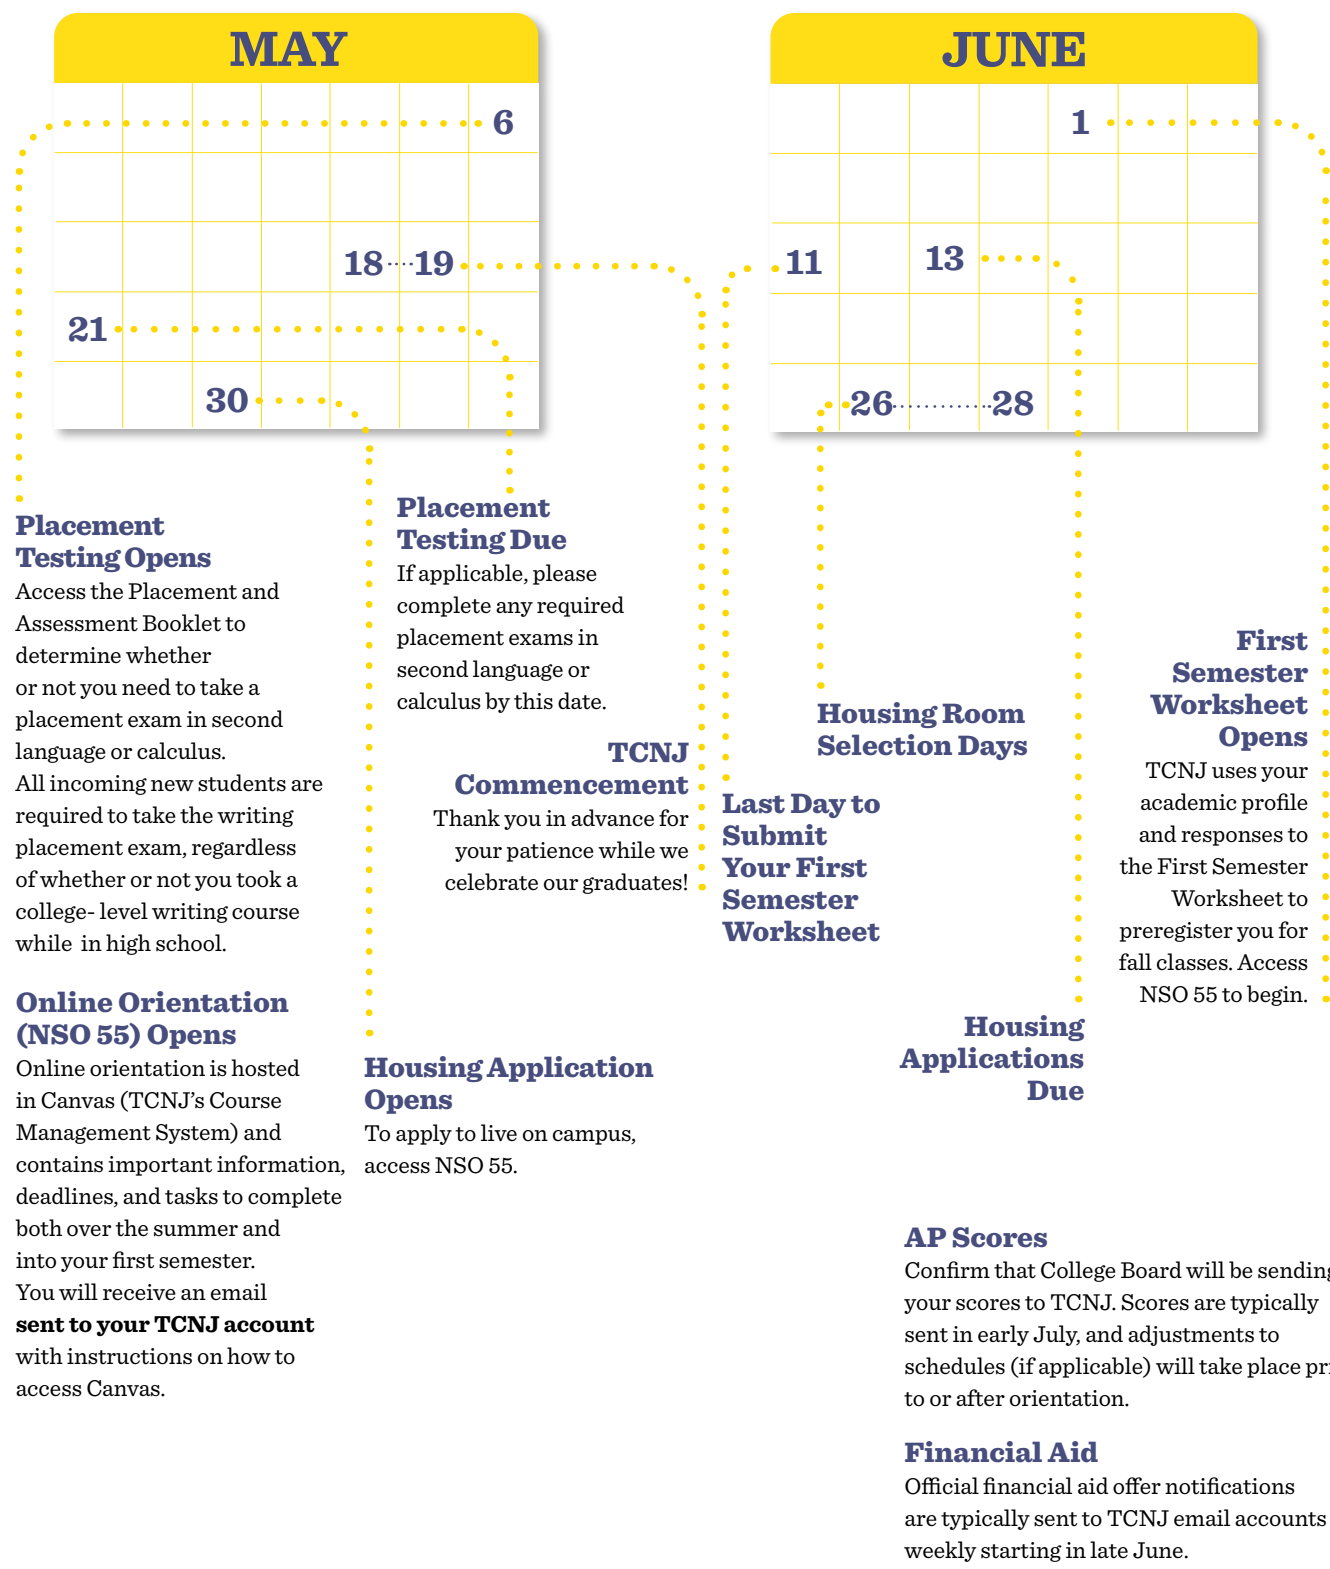 MAY
6
18 ···· 19
21
30
Placement
Testing Opens
Access the Placement and
Assessment Booklet to
determine whether
or not you need to take a
placement exam in second
language or calculus.
All incoming new students are
required to take the writing
placement exam, regardless
of whether or not you took a
college- level writing course
while in high school.
Online Orientation
(NSO 55) Opens
Online orientation is hosted
in Canvas (TCNJ's Course
Management System) and
contains important information,
deadlines, and tasks to complete
both over the summer and
into your first semester.
You will receive an email
sent to your TCNJ account
with instructions on how to
access Canvas.
Placement
Testing Due
If applicable, please
complete any required
placement exams in
second language or
calculus by this date.
TCNJ
Commencement
Thank you in advance for
your patience while we
celebrate our graduates!
Housing Application
Opens
To apply to live on campus,
access NSO 55.
JUNE
1
11
13
26 ............ 28
Last Day to
Submit
Your First
Semester
Worksheet
Housing Room
Selection Days
Housing
Applications
Due
First
Semester
Worksheet
Opens
TCNJ uses your
academic profile
and responses to
the First Semester
Worksheet to
preregister you for
fall classes. Access
NSO 55 to begin.
AP Scores
Confirm that College Board will be sending
your scores to TCNJ. Scores are typically
sent in early July, and adjustments to
schedules (if applicable) will take place
to or after orientation.
Financial Aid
Official financial aid offer notifications
are typically sent to TCNJ email accounts
weekly starting in late June.